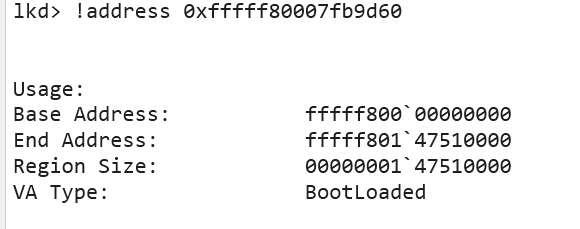 lkd> !address 0xfffff80007fb9d60
Usage:
Base Address: fffff800`00000000
End Address: fffff801`47510000
Region Size: 00000001`47510000
VA Type: BootLoaded